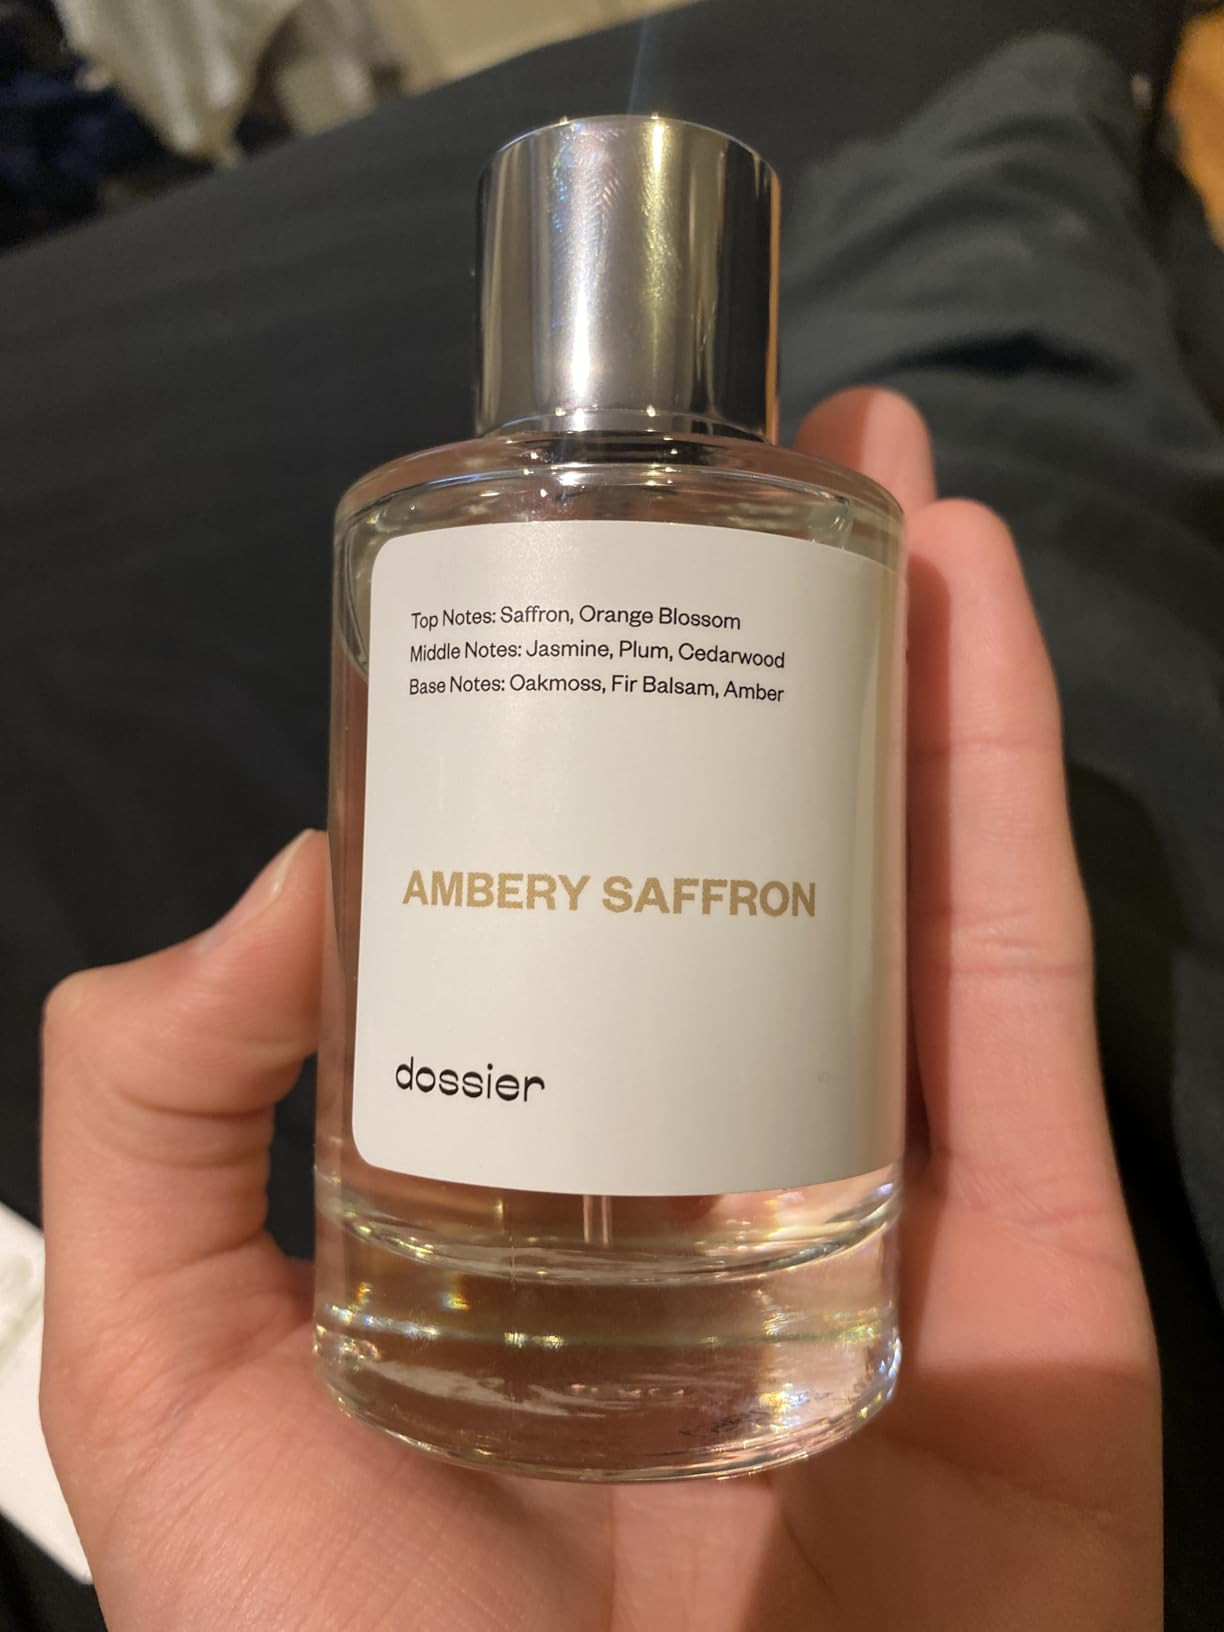 Top Notes: Saffron, Orange Blossom
Middle Notes: Jasmine, Plum, Cedarwood
Base Notes: Oakmoss, Fir Balsam, Amber
AMBERY SAFFRON
dossier